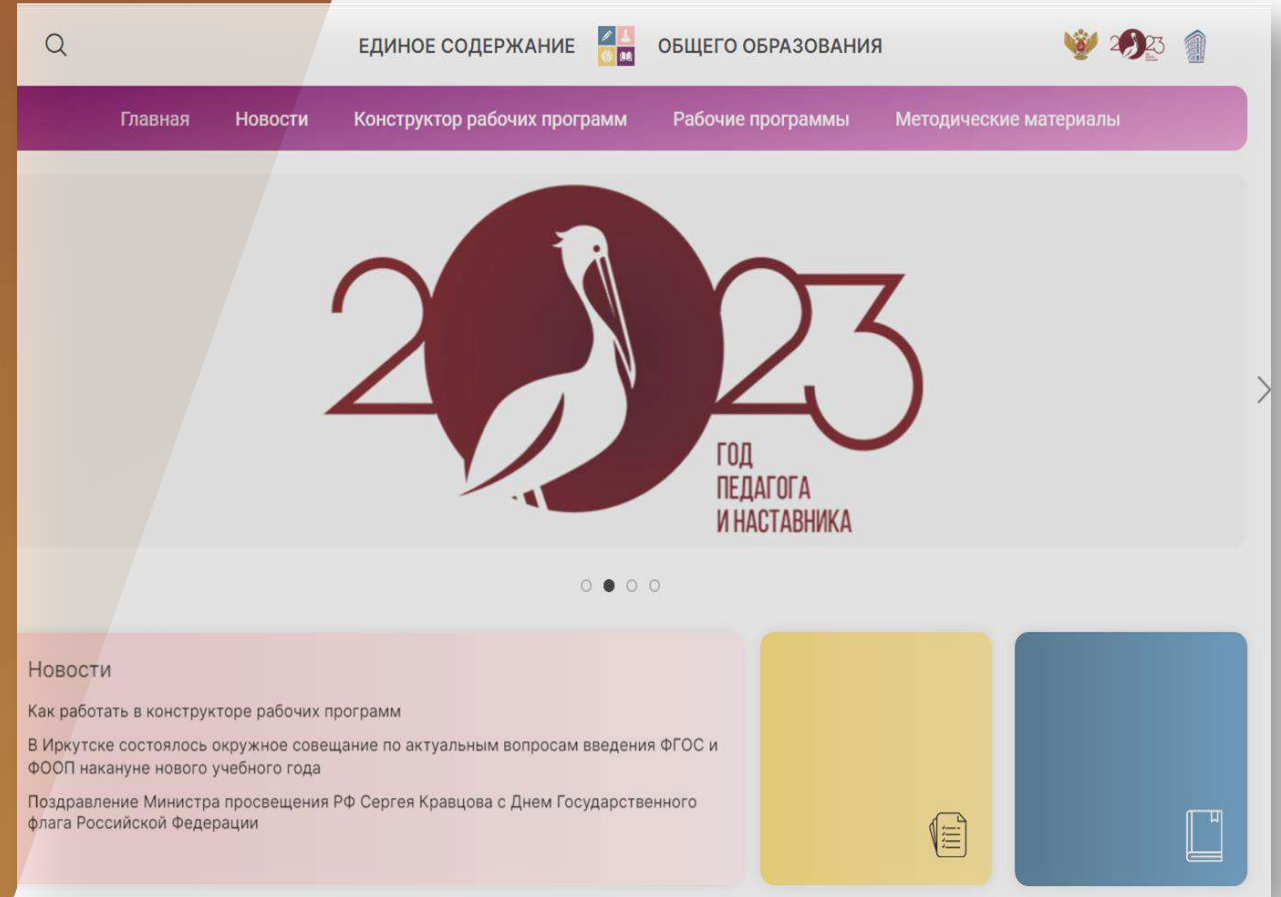 ЕДИНОЕ СОДЕРЖАНИЕ ОБЩЕГО ОБРАЗОВАНИЯ
2023
Главная Новости Конструктор рабочих программ Рабочие программы Методические материалы
2023
ГОД
ПЕДАГОГА
И НАСТАВНИКА
Новости
Как работать в конструкторе рабочих программ
В Иркутске состоялось окружное совещание по актуальным вопросам введения ФГОС и
ФООП накануне нового учебного года
Поздравление Министра просвещения РФ Сергея Кравцова с Днем Государственного
флага Российской Федерации